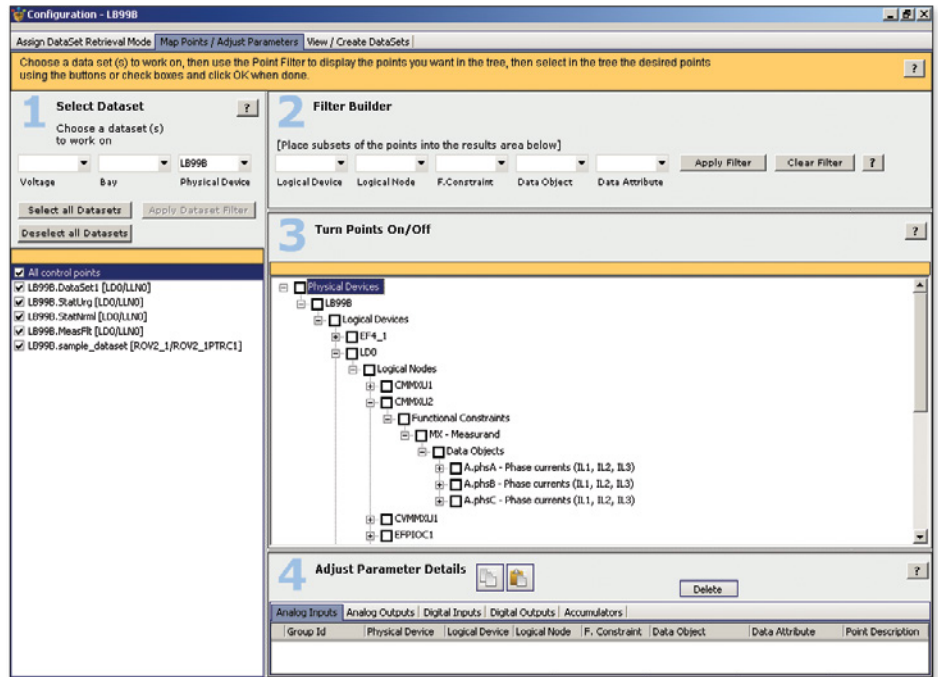 Configuration - LB99B
Assign DataSet Retrieval Mode Map Points / Adjust Parameters View / Create DataSets
Choose a data set (s) to work on, then use the Point Filter to display the points you want in the tree, then select in the tree the desired points
using the buttons or check boxes and click OK when done.
?
1 Select Dataset ?
Choose a dataset (s)
to work on
LB99B
Voltage Bay Physical Device
Select all Datasets Apply Dataset Filter
Deselect all Datasets
All control points
LB99B.DataSet1 [LD0/LLN0]
LB99B.StatUrg [LD0/LLN0]
LB99B.StatNrml [LD0/LLN0]
LB99B.MeasFlt [LD0/LLN0]
LB99B.sample_dataset [ROV2_1/ROV2_1PTRC1]
2 Filter Builder
[Place subsets of the points into the results area below]
Apply Filter Clear Filter ?
Logical Device Logical Node F.Constraint Data Object Data Attribute
3 Turn Points On/Off ?
Physical Devices
LB99B
Logical Devices
EF4_1
LD0
Logical Nodes
CMMXU1
CMMXU2
Functional Constraints
MX - Measurand
Data Objects
A.phsA - Phase currents (IL1, IL2, IL3)
A.phsB - Phase currents (IL1, IL2, IL3)
A.phsC - Phase currents (IL1, IL2, IL3)
CVMMXU1
EFPIOC1
4 Adjust Parameter Details ?
Delete
Analog Inputs Analog Outputs Digital Inputs Digital Outputs Accumulators
Group Id Physical Device Logical Device Logical Node F. Constraint Data Object Data Attribute Point Description